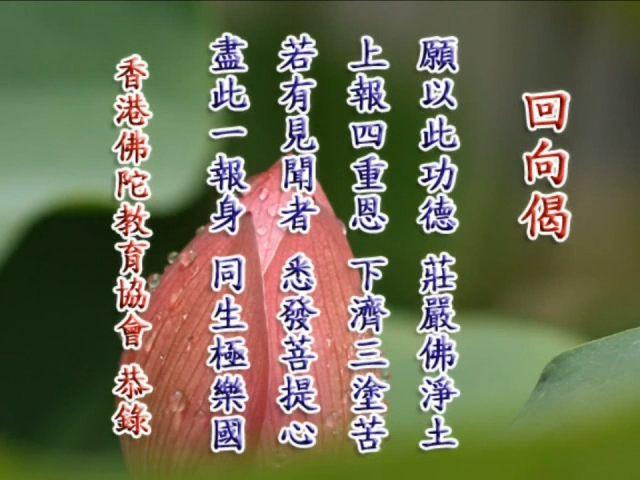 回向偈
願以此功德 莊嚴佛淨土
上報四重恩 下濟三塗苦
若有見聞者 悉發菩提心
盡此一報身 同生極樂國
香港佛陀教育協會 恭錄